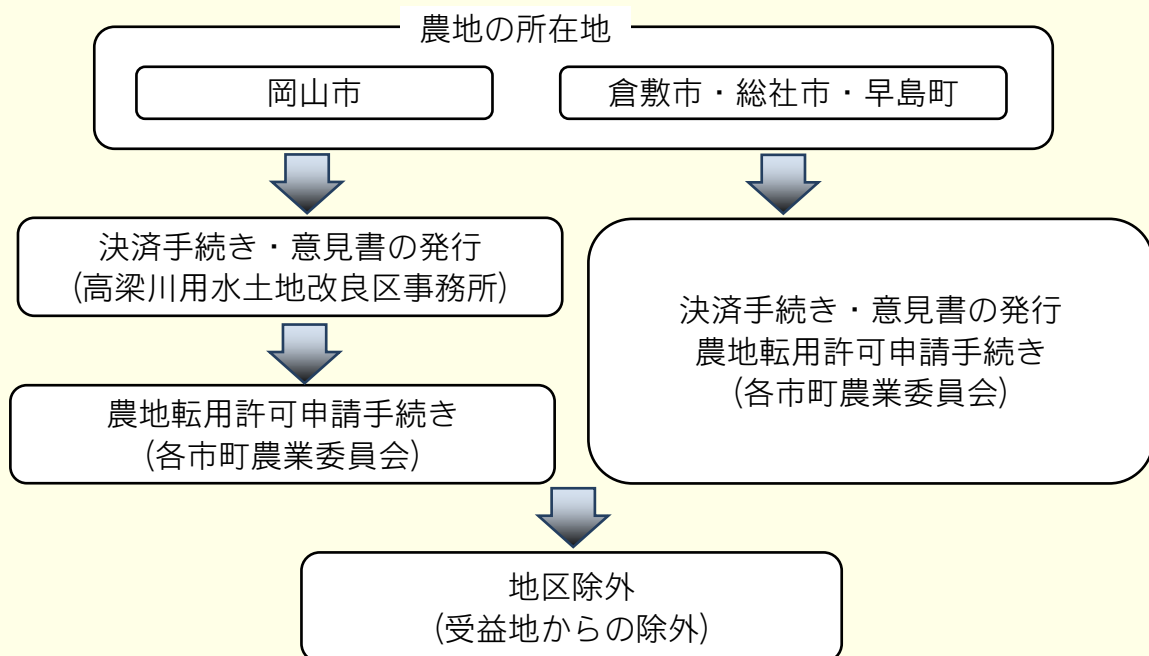 農地の所在地
岡山市
倉敷市・総社市・早島町
決済手続き・意見書の発行
(高梁川用水土地改良区事務所)
農地転用許可申請手続き
(各市町農業委員会)
決済手続き・意見書の発行
農地転用許可申請手続き
(各市町農業委員会)
地区除外
(受益地からの除外)